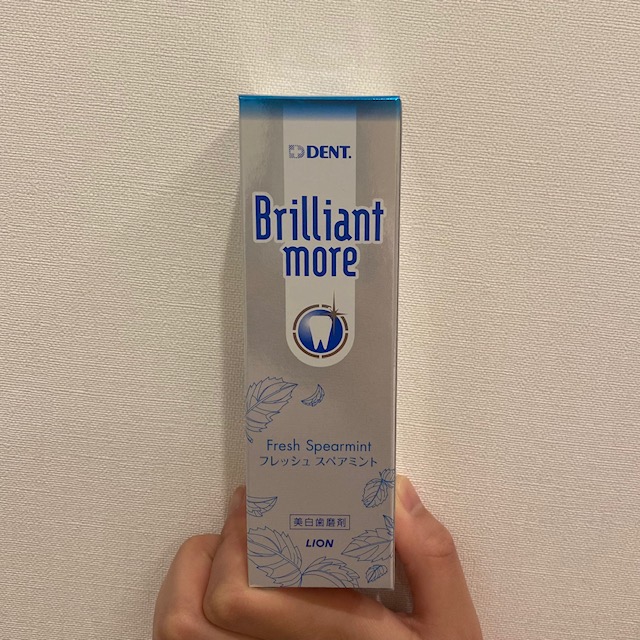 DENT.
Brilliant
more
Fresh Spearmint
フレッシュ スペアミント
美白歯磨剤
LION